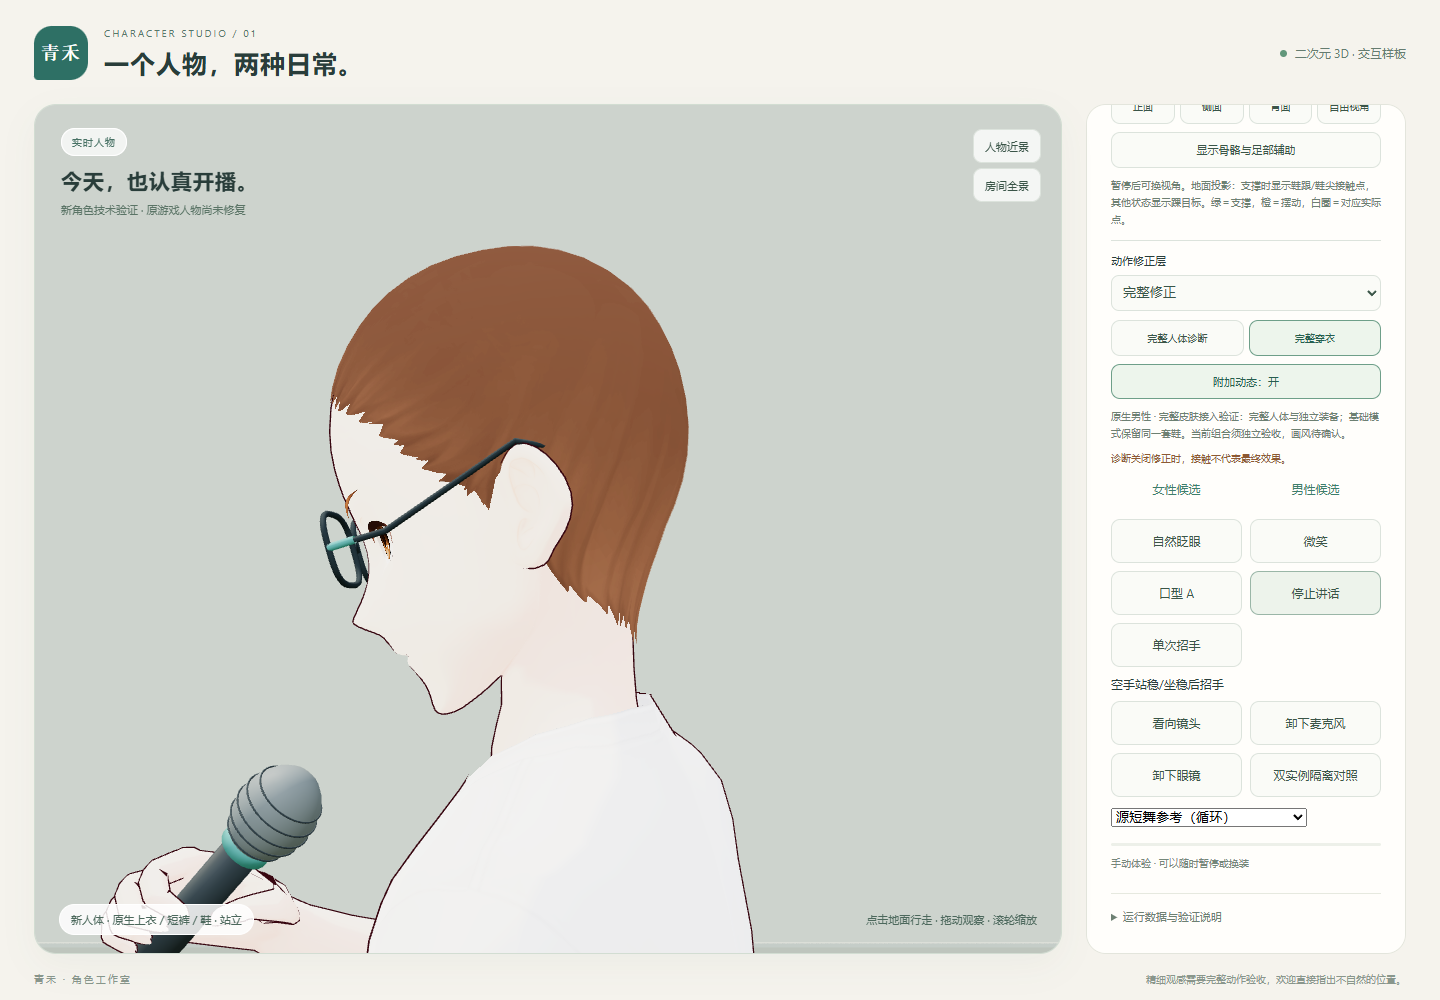 青禾
CHARACTER STUDIO / 01
一个人物，两种日常。
二次元 3D · 交互样板
实时人物
今天，也认真开播。
新角色技术验证 · 原游戏人物尚未修复
人物近景
房间全景
新人体 · 原生上衣 / 短裤 / 鞋 · 站立
点击地面行走 · 拖动观察 · 滚轮缩放
正面
侧面
背面
自由视角
显示骨骼与足部辅助
暂停后可换视角。地面投影：支撑时显示鞋跟/鞋尖接触点，
其他状态显示踝目标。绿＝支撑，橙＝摆动，白圈＝对应实际
点。
动作修正层
完整修正
完整人体诊断
完整穿衣
附加动态：开
原生男性 · 完整皮肤接入验证：完整人体与独立装备；基础模
式保留同一套鞋。当前组合须独立验收，画风待确认。
诊断关闭修正时，接触不代表最终效果。
女性候选
男性候选
自然眨眼
微笑
口型 A
停止讲话
单次招手
空手站稳/坐稳后招手
看向镜头
卸下麦克风
卸下眼镜
双实例隔离对照
源短舞参考（循环）
手动体验 · 可以随时暂停或换装
▶ 运行数据与验证说明
青禾 · 角色工作室
精细观感需要完整动作验收，欢迎直接指出不自然的位置。